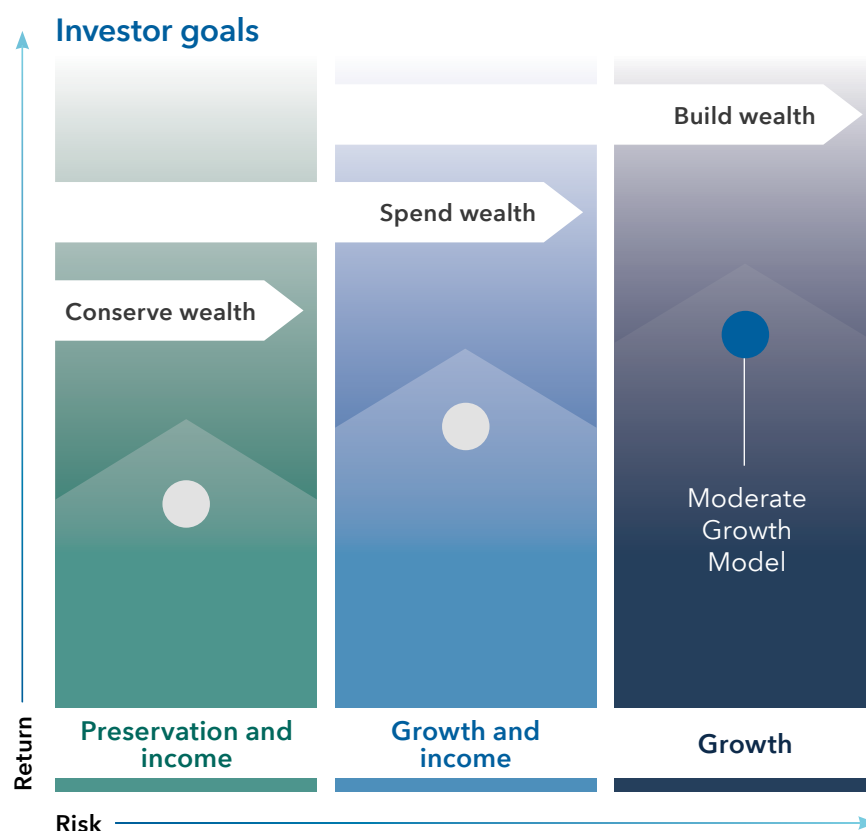 Investor goals
Build wealth
Spend wealth
Conserve wealth
Moderate
Growth
Model
Return
Preservation and
income
Growth and
income
Growth
Risk